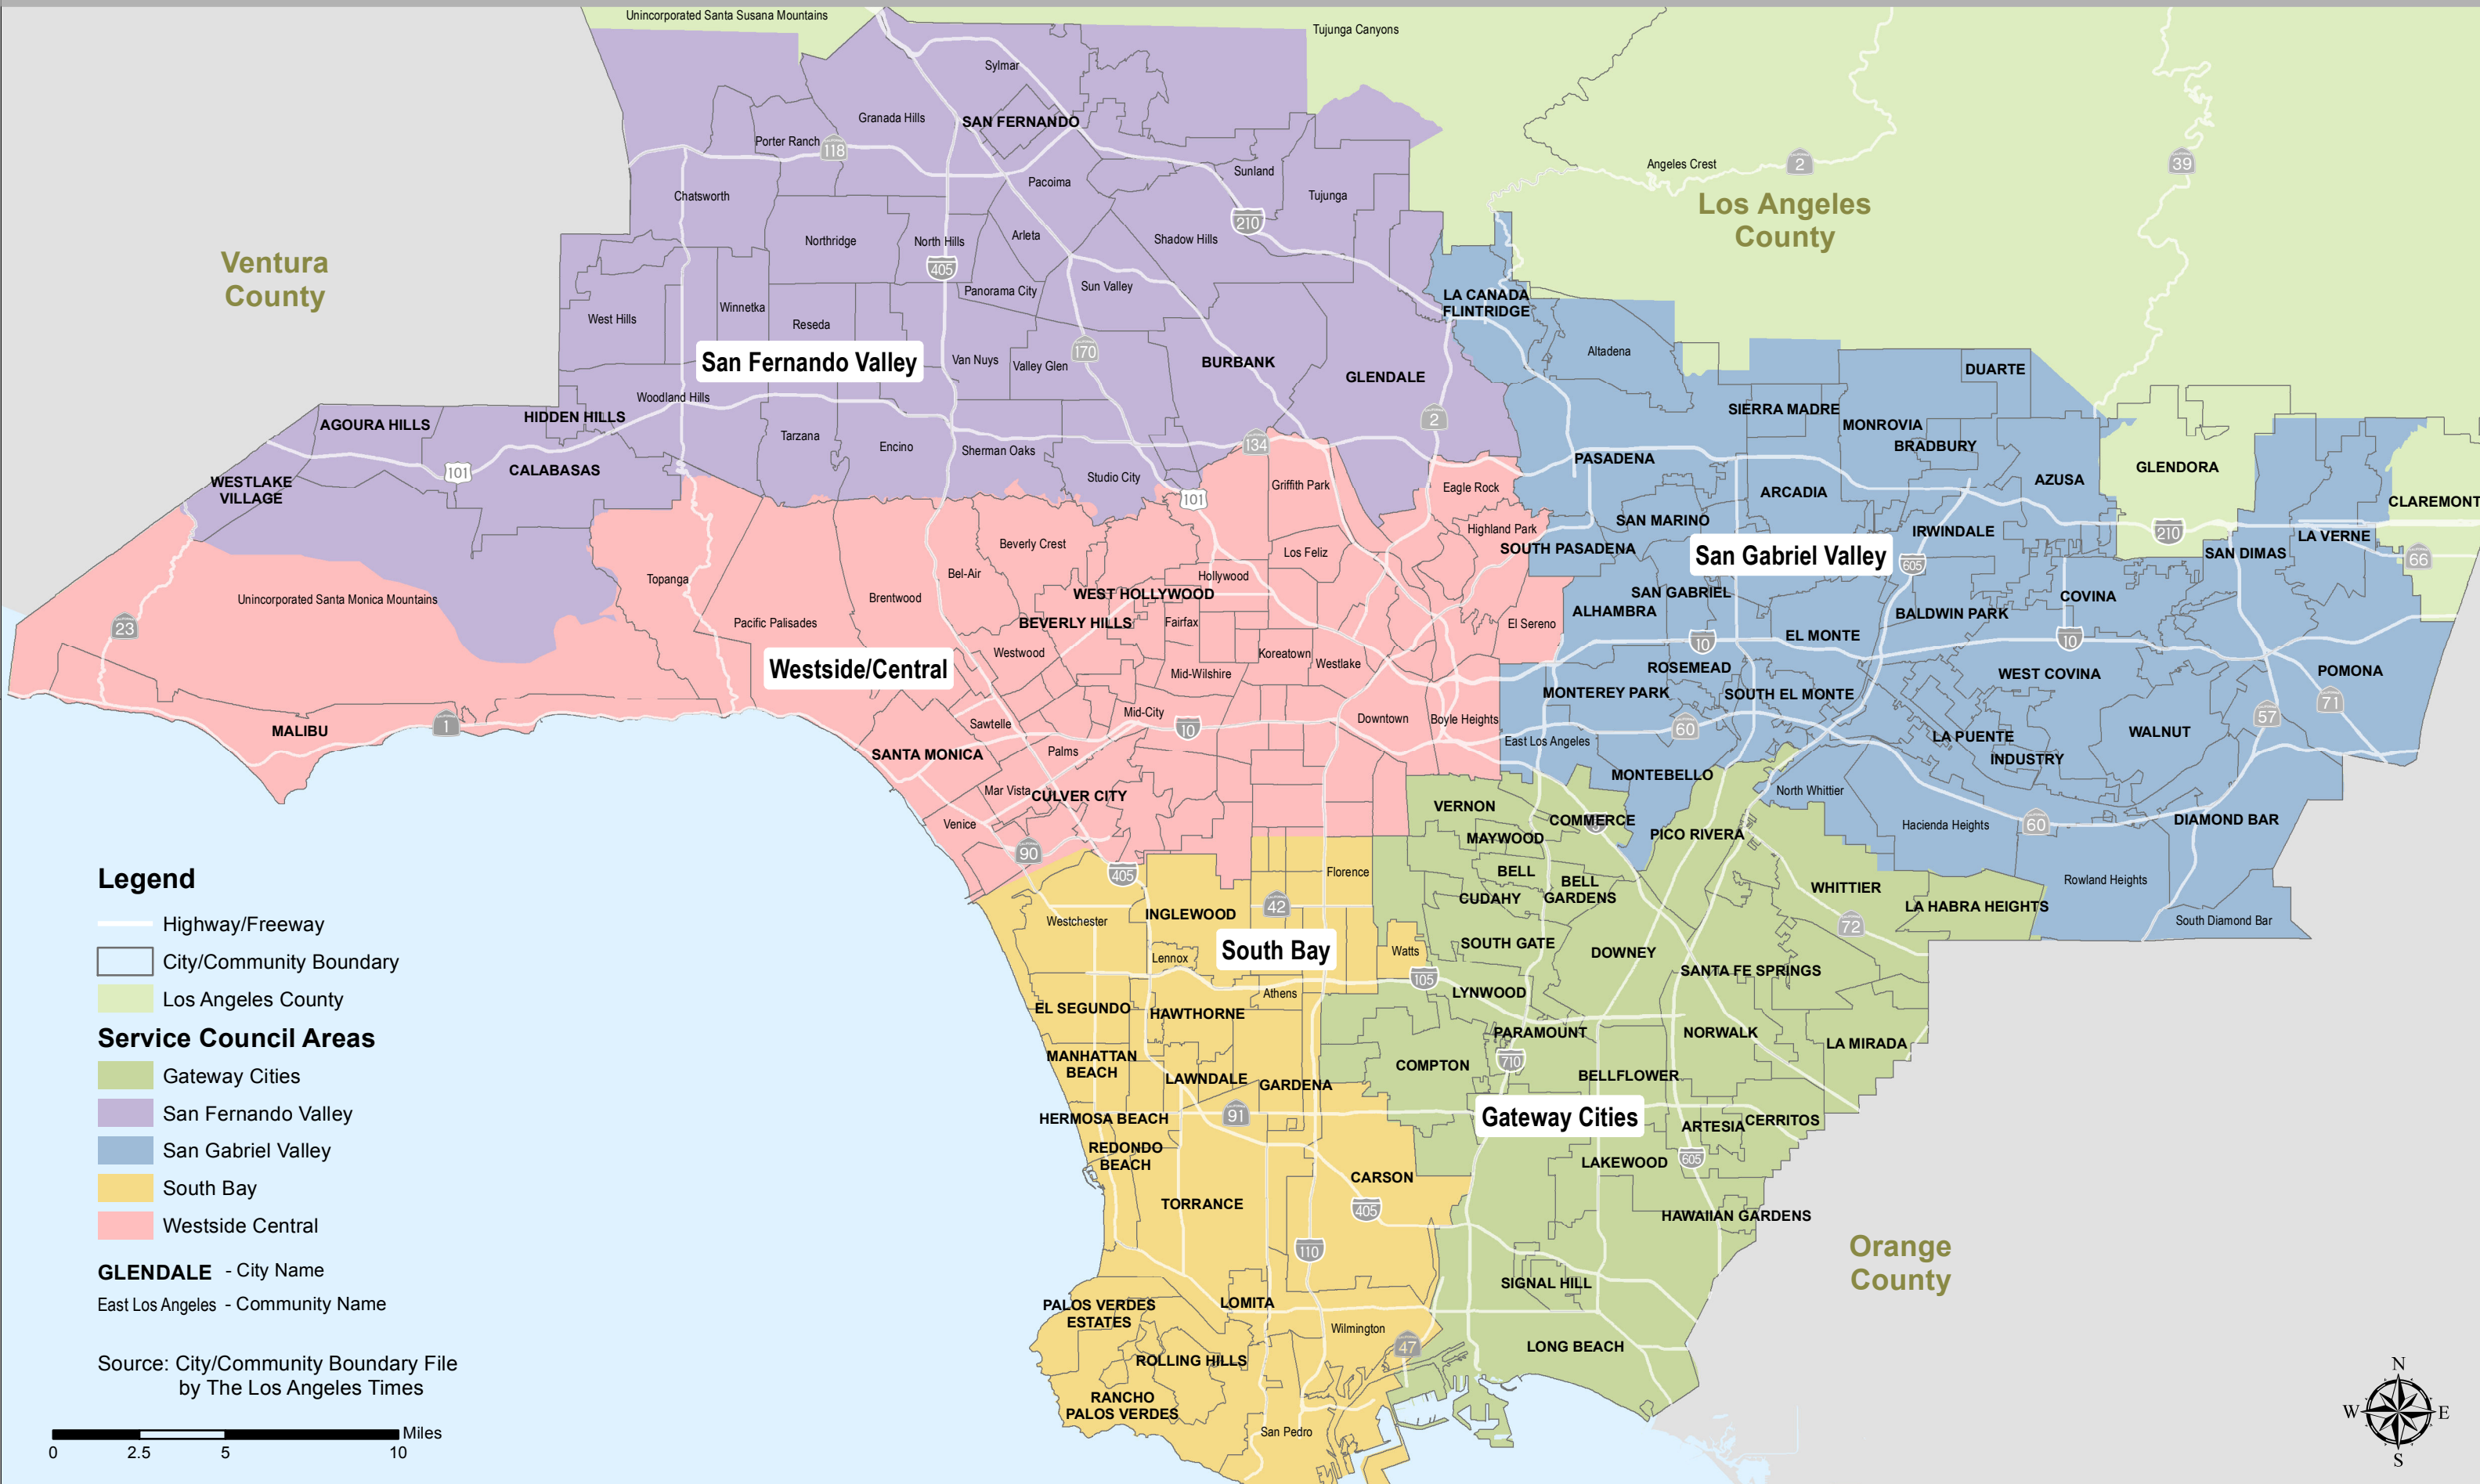 Unincorporated Santa Susana Mountains
Tujunga Canyons
Sylmar
Granada Hills
SAN FERNANDO
Porter Ranch
118
Angeles Crest
2
39
Sunland
Pacoima
Tujunga
Chatsworth
Los Angeles
County
210
Northridge
North Hills
Arleta
Shadow Hills
Ventura
County
405
Panorama City
Sun Valley
LA CANADA
FLINTRIDGE
Winnetka
West Hills
Reseda
170
Altadena
San Fernando Valley
Van Nuys
Valley Glen
BURBANK
GLENDALE
DUARTE
Woodland Hills
AGOURA HILLS
HIDDEN HILLS
2
SIERRA MADRE
MONROVIA
BRADBURY
Tarzana
Encino
Sherman Oaks
134
PASADENA
GLENDORA
101
CALABASAS
Studio City
WESTLAKE
VILLAGE
101
Griffith Park
Eagle Rock
ARCADIA
AZUSA
CLAREMONT
Highland Park
SAN MARINO
IRWINDALE
210
LA VERNE
Beverly Crest
Los Feliz
SOUTH PASADENA
San Gabriel Valley
605
SAN DIMAS
66
Topanga
Bel-Air
Hollywood
Unincorporated Santa Monica Mountains
Brentwood
WEST HOLLYWOOD
SAN GABRIEL
COVINA
23
Pacific Palisades
BEVERLY HILLS
Fairfax
El Sereno
ALHAMBRA
BALDWIN PARK
10
EL MONTE
10
Westside/Central
Westwood
Koreatown
Westlake
Mid-Wilshire
ROSEMEAD
WEST COVINA
POMONA
MONTEREY PARK
SOUTH EL MONTE
71
MALIBU
1
Sawtelle
Mid-City
10
Downtown
Boyle Heights
60
57
SANTA MONICA
Palms
East Los Angeles
LA PUENTE
WALNUT
INDUSTRY
MONTEBELLO
Mar Vista
CULVER CITY
North Whittier
VERNON
Venice
COMMERCE
5
Hacienda Heights
60
DIAMOND BAR
90
MAYWOOD
PICO RIVERA
405
Florence
BELL
BELL
GARDENS
Rowland Heights
WHITTIER
CUDAHY
LA HABRA HEIGHTS
Westchester
INGLEWOOD
42
72
South Diamond Bar
South Bay
Watts
SOUTH GATE
DOWNEY
Lennox
105
SANTA FE SPRINGS
Athens
LYNWOOD
EL SEGUNDO
HAWTHORNE
PARAMOUNT
NORWALK
LA MIRADA
MANHATTAN
BEACH
LAWNDALE
GARDENA
COMPTON
710
BELLFLOWER
HERMOSA BEACH
91
Gateway Cities
ARTESIA
CERRITOS
REDONDO
BEACH
CARSON
LAKEWOOD
605
TORRANCE
405
HAWAIIAN GARDENS
110
Orange
County
SIGNAL HILL
PALOS VERDES
ESTATES
LOMITA
Wilmington
47
LONG BEACH
ROLLING HILLS
RANCHO
PALOS VERDES
San Pedro
Legend
Highway/Freeway
City/Community Boundary
Los Angeles County
Service Council Areas
Gateway Cities
San Fernando Valley
San Gabriel Valley
South Bay
Westside Central
GLENDALE - City Name
East Los Angeles - Community Name
Source: City/Community Boundary File
by The Los Angeles Times
Miles
0 2.5 5 10
N
W E
S